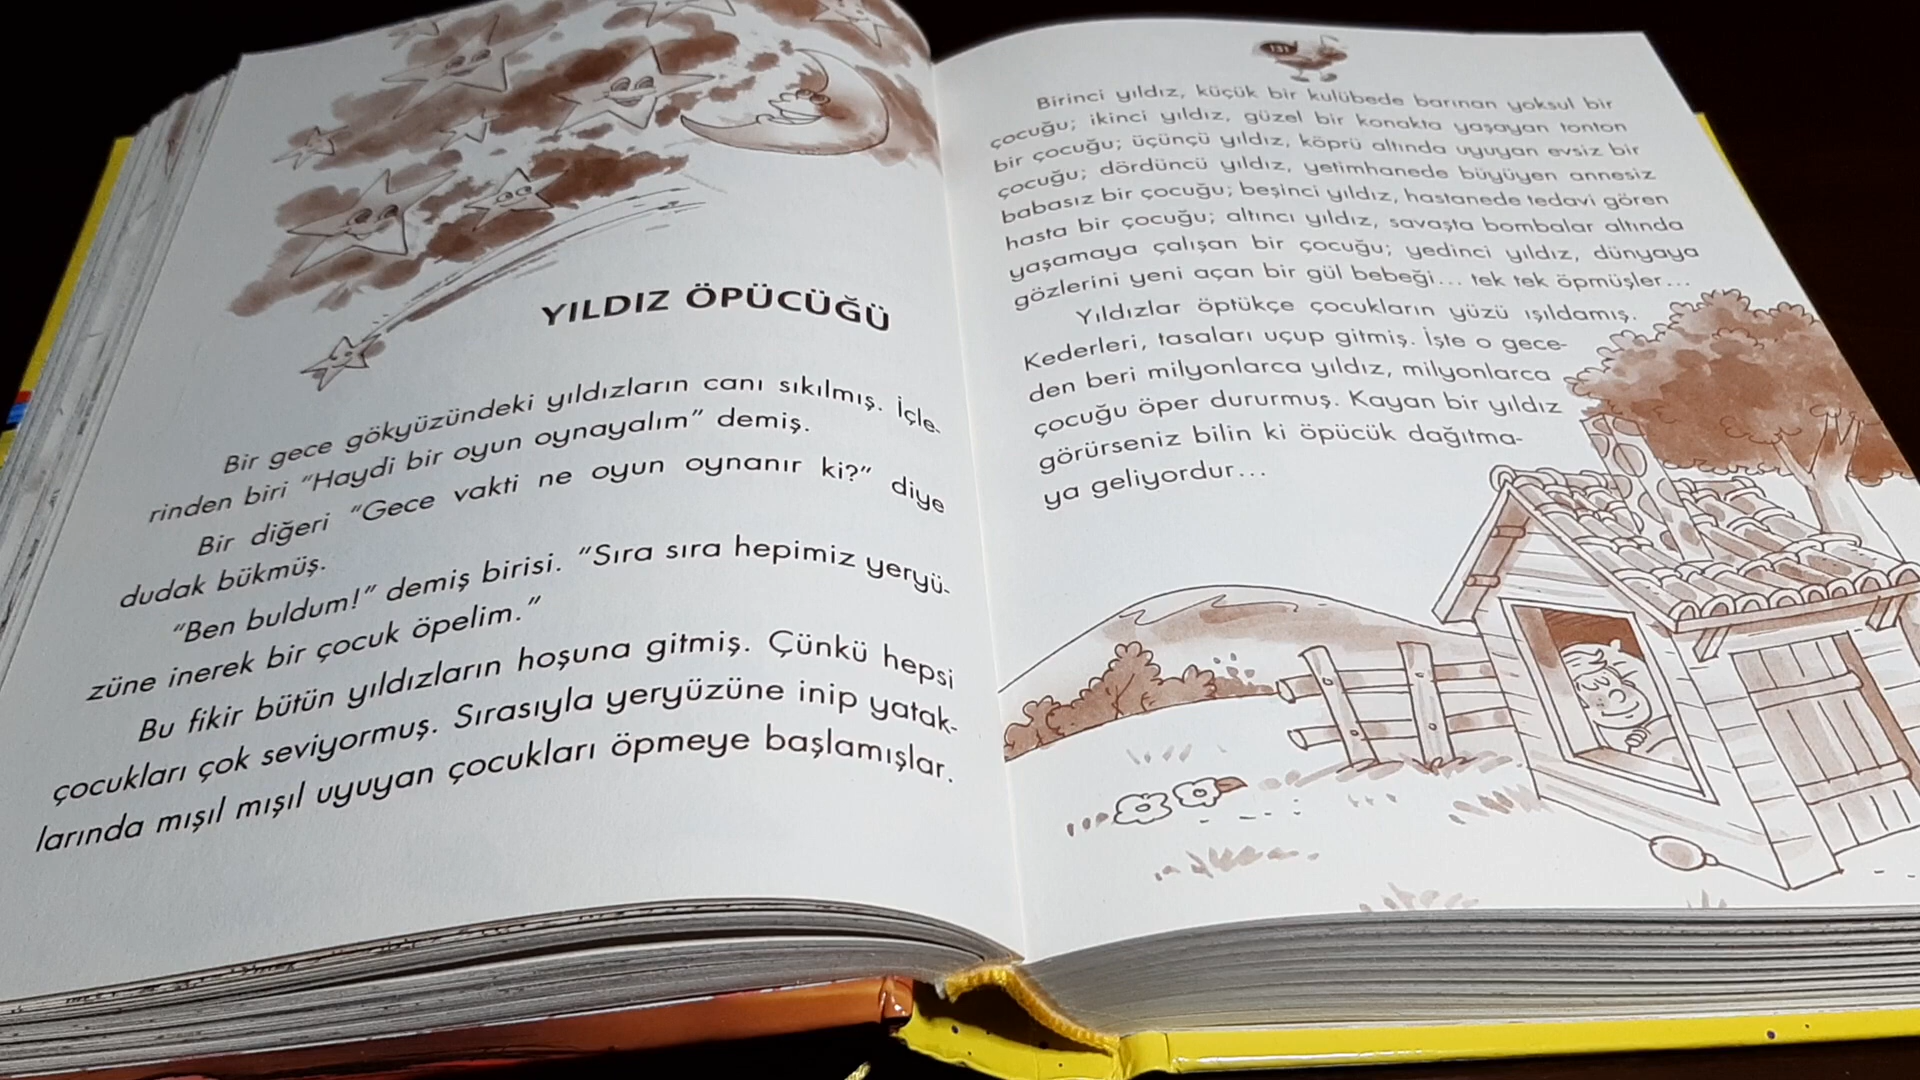 YILDIZ ÖPÜCÜĞÜ
Bir gece gökyüzündeki yıldızların canı sıkılmış. İçle-
rinden biri “Haydi bir oyun oynayalım” demiş.
Bir diğeri “Gece vakti ne oyun oynanır ki?” diye
dudak bükmüş.
“Ben buldum!” demiş birisi. “Sıra sıra hepimiz yeryü-
züne inerek bir çocuk öpelim.”
Bu fikir bütün yıldızların hoşuna gitmiş. Çünkü hepsi
çocukları çok seviyormuş. Sırasıyla yeryüzüne inip yatak-
larında mışıl mışıl uyuyan çocukları öpmeye başlamışlar.
131
Birinci yıldız, küçük bir kulübede barınan yoksul bir
çocuğu; ikinci yıldız, güzel bir konakta yaşayan tonton
bir çocuğu; üçünçü yıldız, köprü altında uyuyan evsiz bir
çocuğu; dördüncü yıldız, yetimhanede büyüyen annesiz
babasız bir çocuğu; beşinci yıldız, hastanede tedavi gören
hasta bir çocuğu; altıncı yıldız, savaşta bombalar altında
yaşamaya çalışan bir çocuğu; yedinci yıldız, dünyaya
gözlerini yeni açan bir gül bebeği... tek tek öpmüşler...
Yıldızlar öptükçe çocukların yüzü ışıldamış.
Kederleri, tasaları uçup gitmiş. İşte o gece-
den beri milyonlarca yıldız, milyonlarca
çocuğu öper dururmuş. Kayan bir yıldız
görürseniz bilin ki öpücük dağıtma-
ya geliyordur...